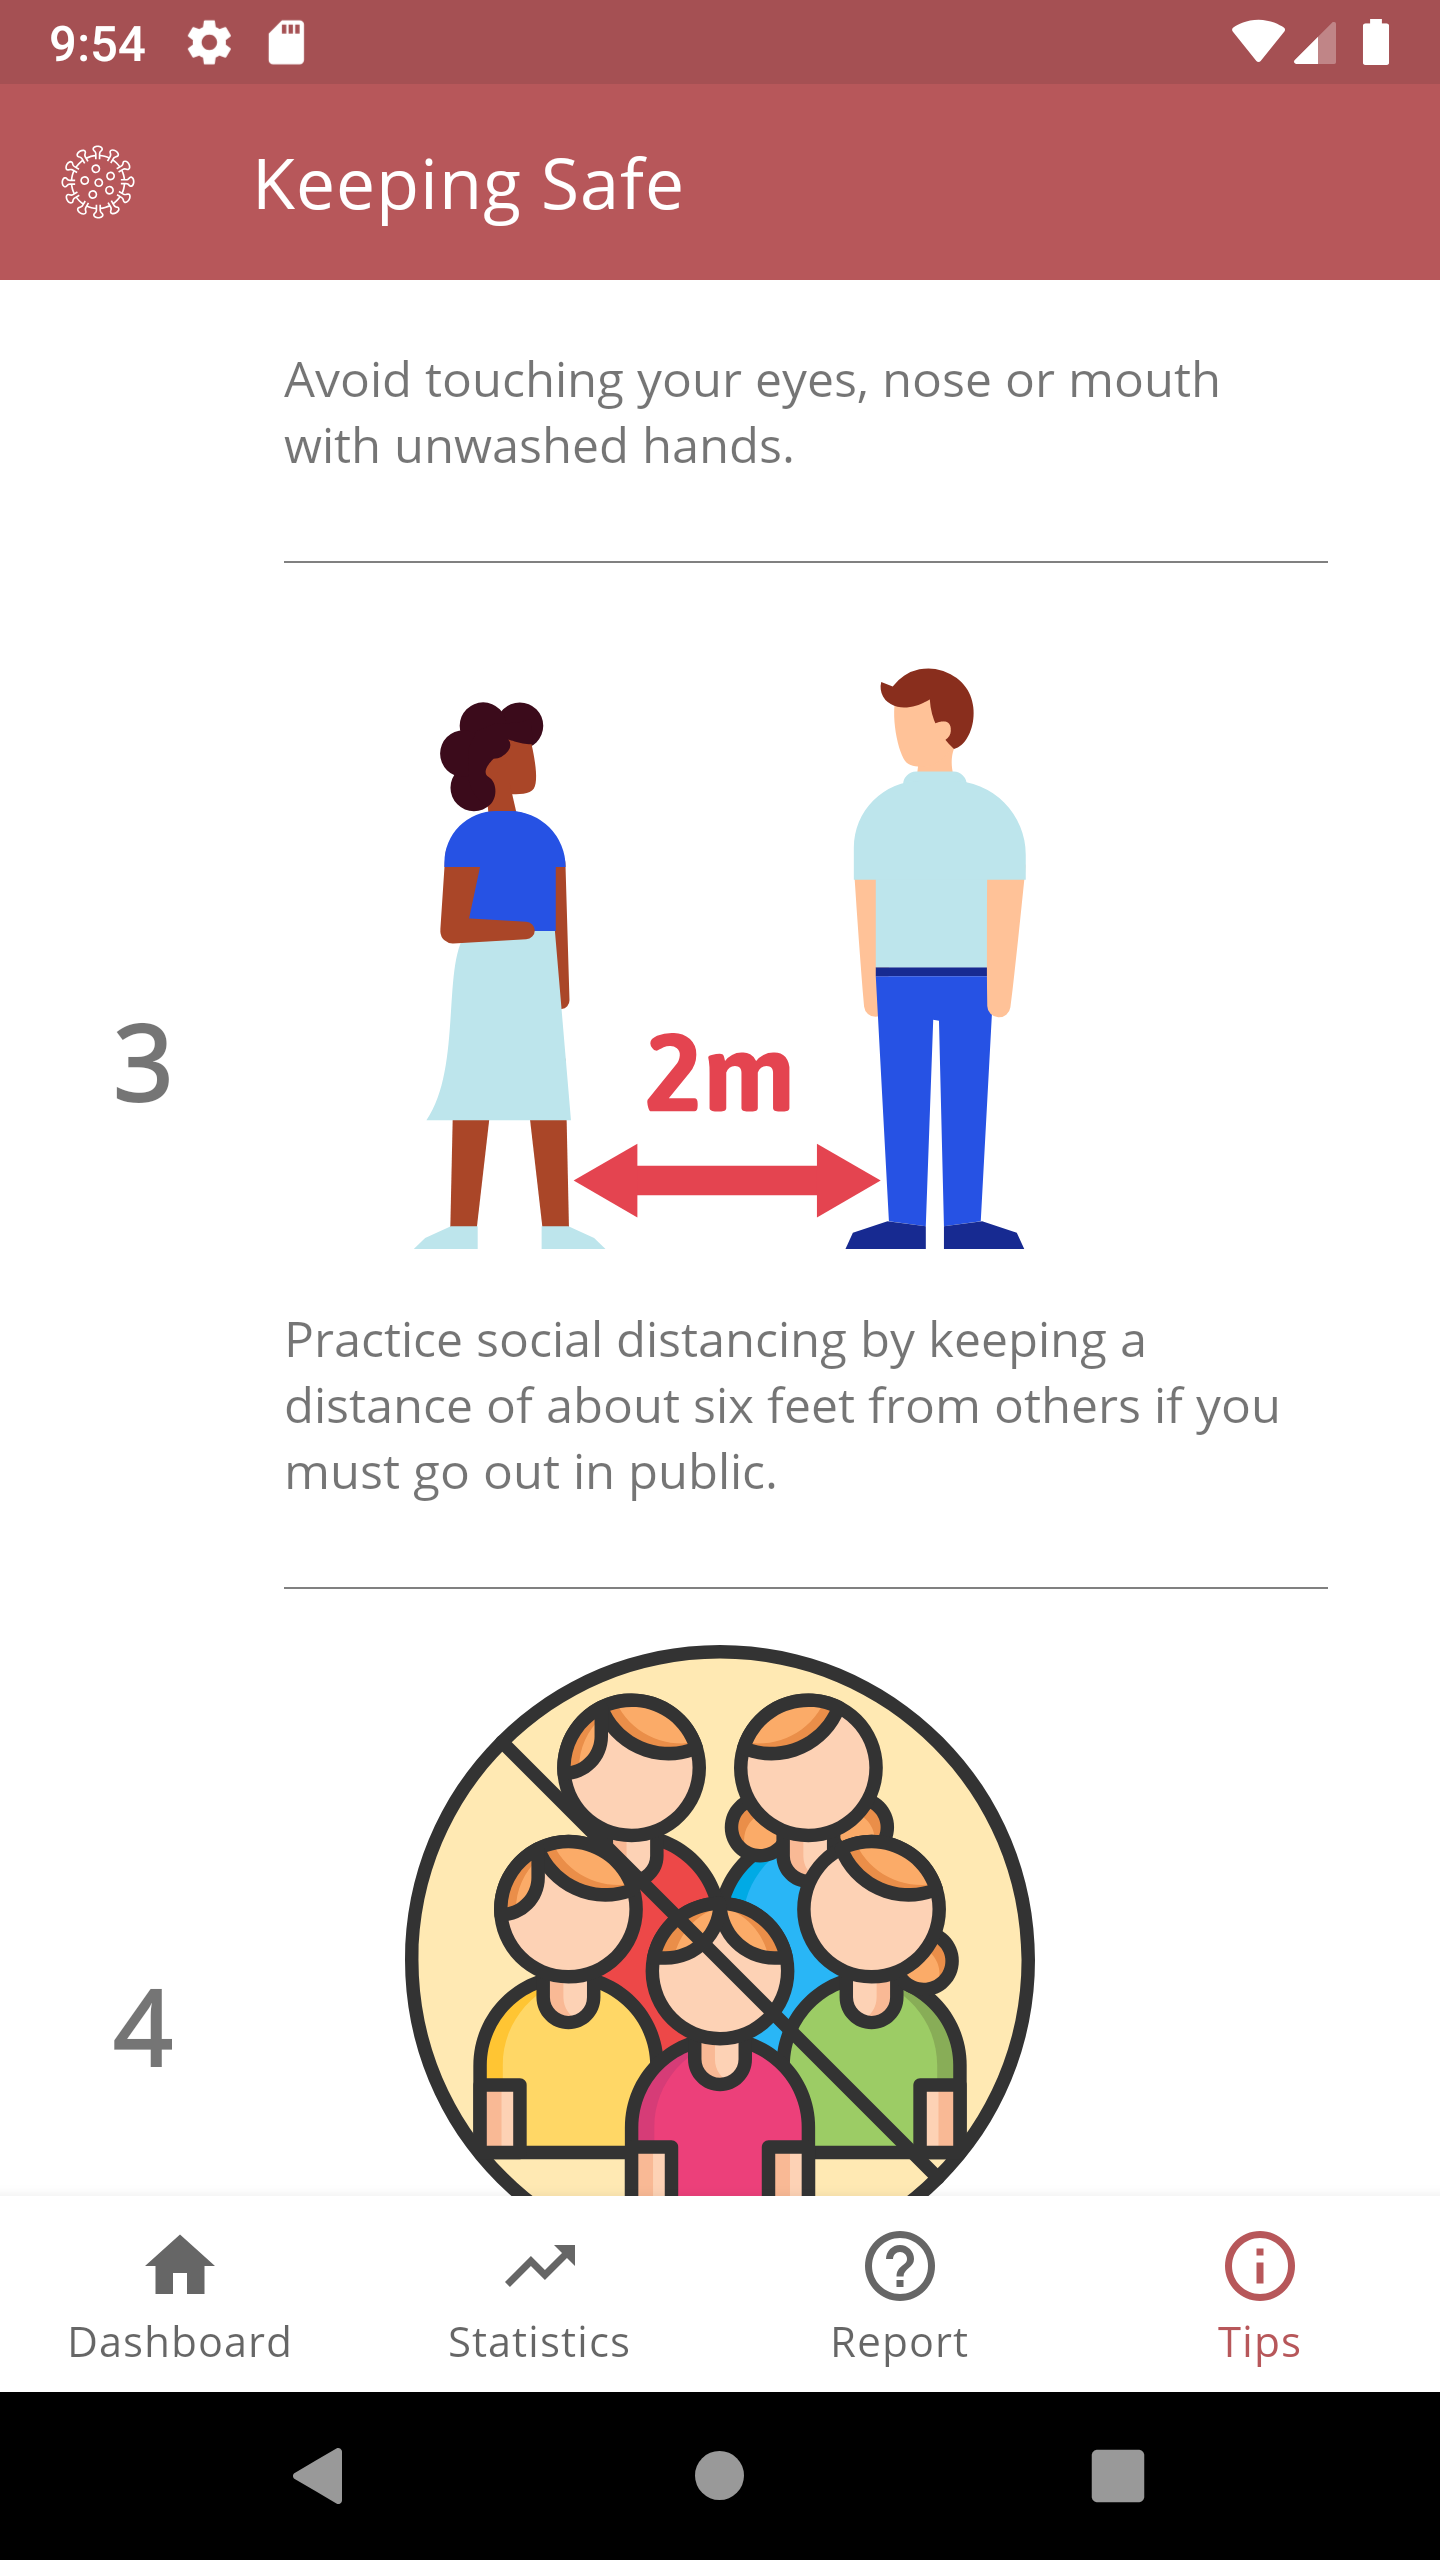 9:54
Keeping Safe
Avoid touching your eyes, nose or mouth
with unwashed hands.
3
2m
Practice social distancing by keeping a
distance of about six feet from others if you
must go out in public.
4
Dashboard
Statistics
Report
Tips